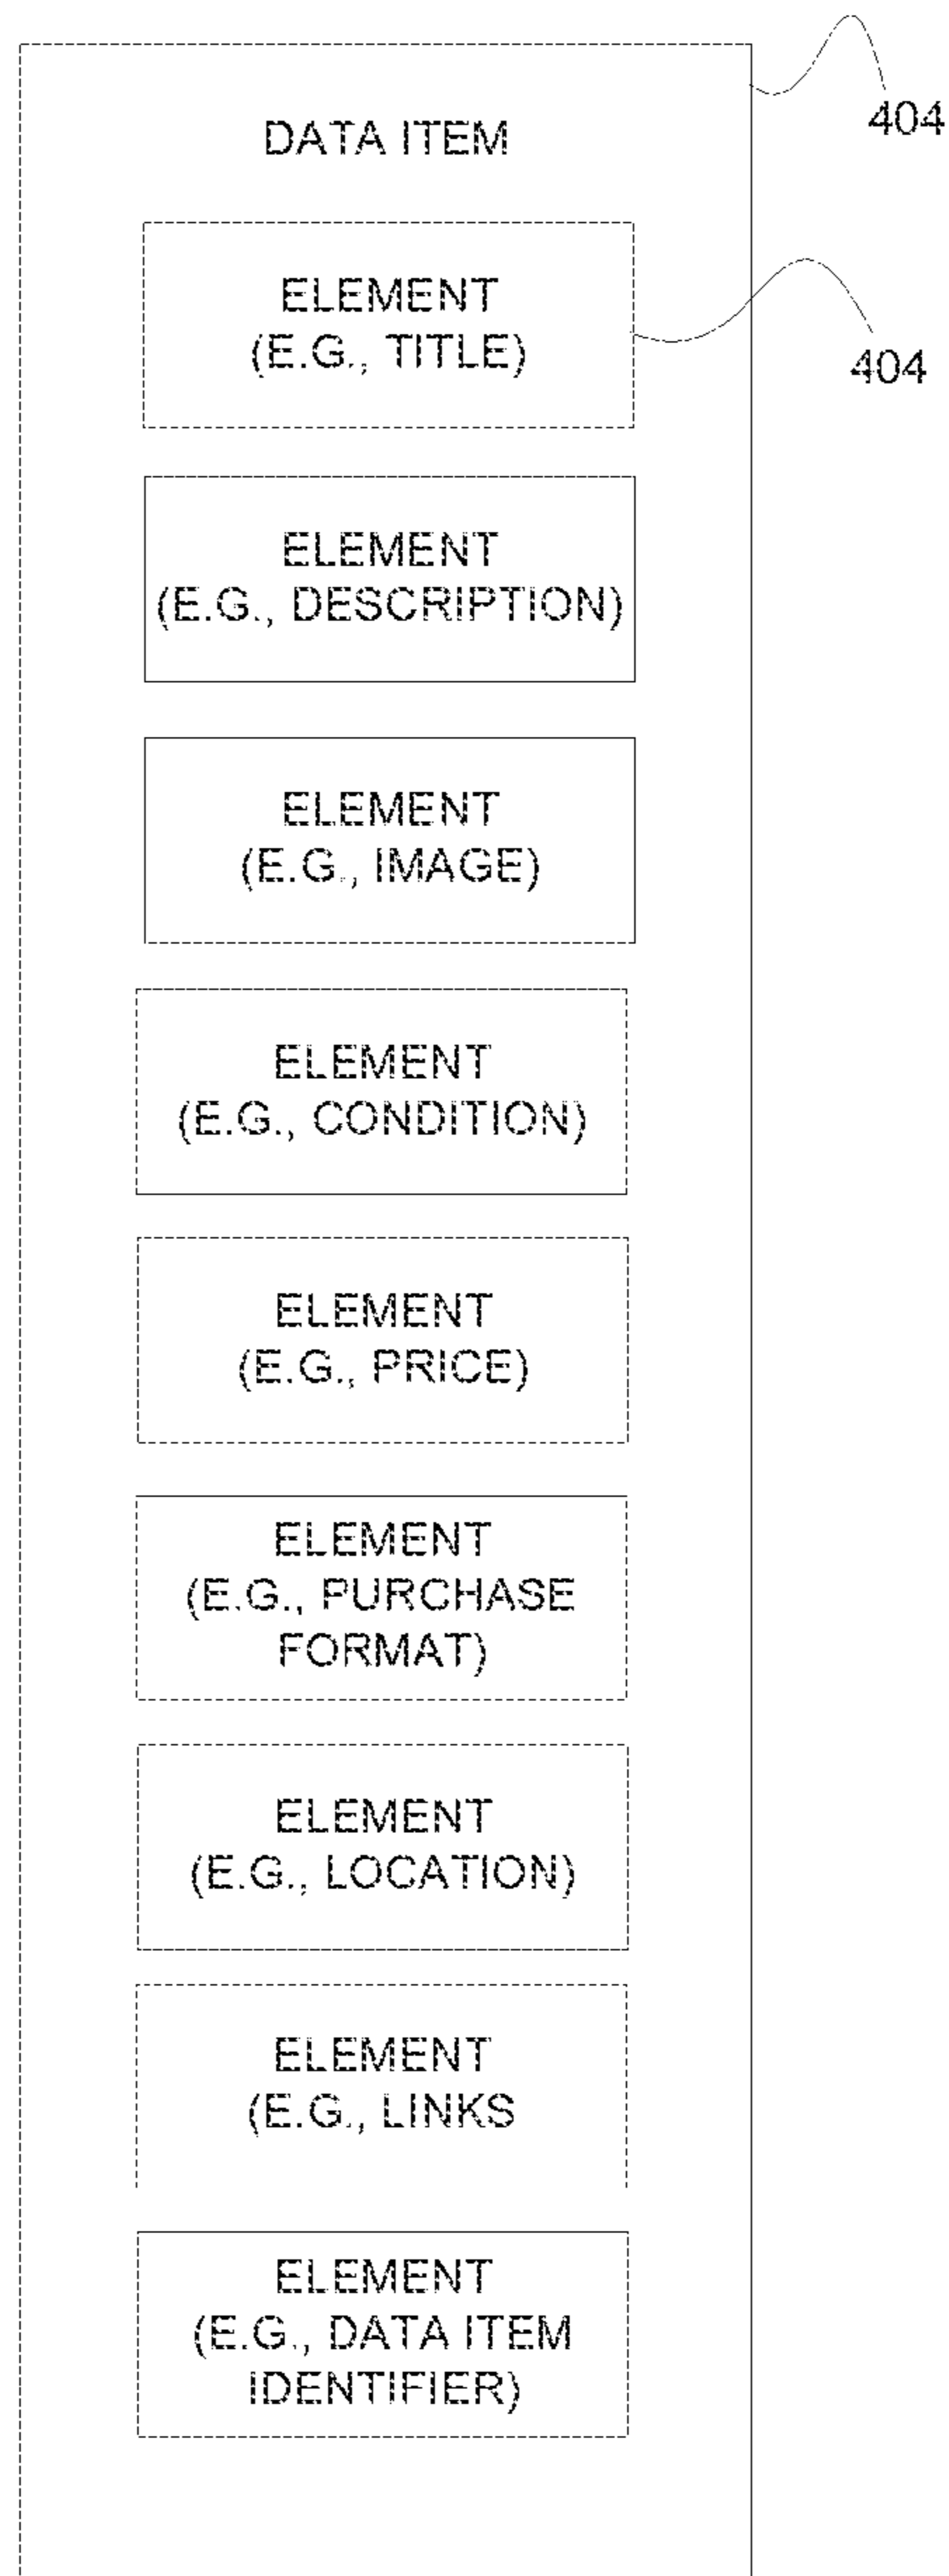 404
DATA ITEM
ELEMENT
(E.G., TITLE)
404
ELEMENT
(E.G., DESCRIPTION)
ELEMENT
(E.G., IMAGE)
ELEMENT
(E.G., CONDITION)
ELEMENT
(E.G., PRICE)
ELEMENT
(E.G., PURCHASE
FORMAT)
ELEMENT
(E.G., LOCATION)
ELEMENT
(E.G., LINKS
ELEMENT
(E.G., DATA ITEM
IDENTIFIER)